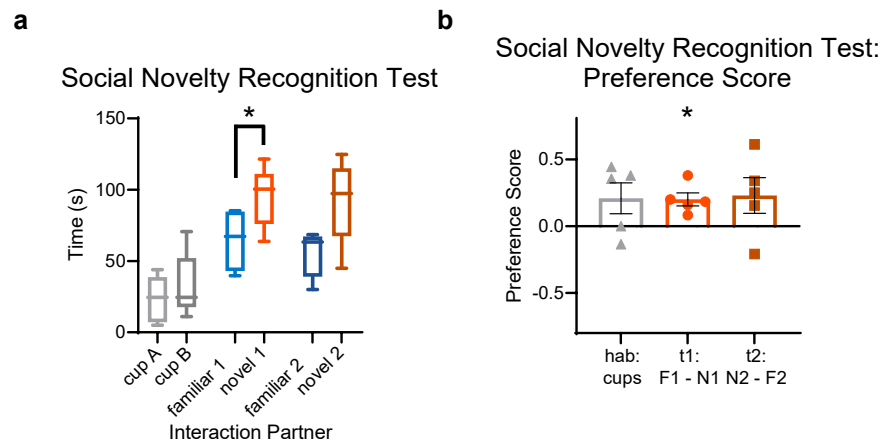 a
Social Novelty Recognition Test
*
150
100
50
0
Time (s)
cup A
cup B
familiar 1
novel 1
familiar 2
novel 2
Interaction Partner
b
Social Novelty Recognition Test:
Preference Score
*
0.5
0.0
-0.5
Preference Score
hab:
cups
t1:
F1 - N1
t2:
N2 - F2